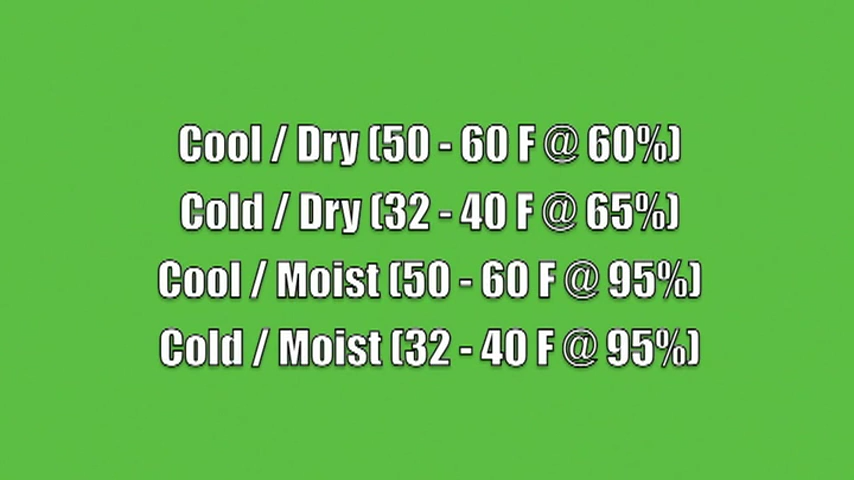 Cool / Dry (50 - 60 F @ 60%)
Cold / Dry (32 - 40 F @ 65%)
Cool / Moist (50 - 60 F @ 95%)
Cold / Moist (32 - 40 F @ 95%)